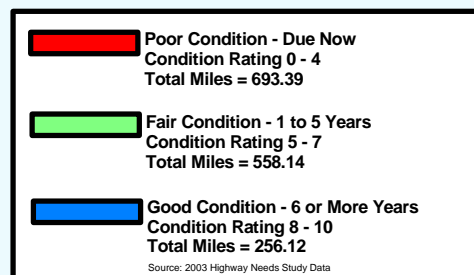 Poor Condition - Due Now
Condition Rating 0 - 4
Total Miles = 693.39
Fair Condition - 1 to 5 Years
Condition Rating 5 - 7
Total Miles = 558.14
Good Condition - 6 or More Years
Condition Rating 8 - 10
Total Miles = 256.12
Source: 2003 Highway Needs Study Data